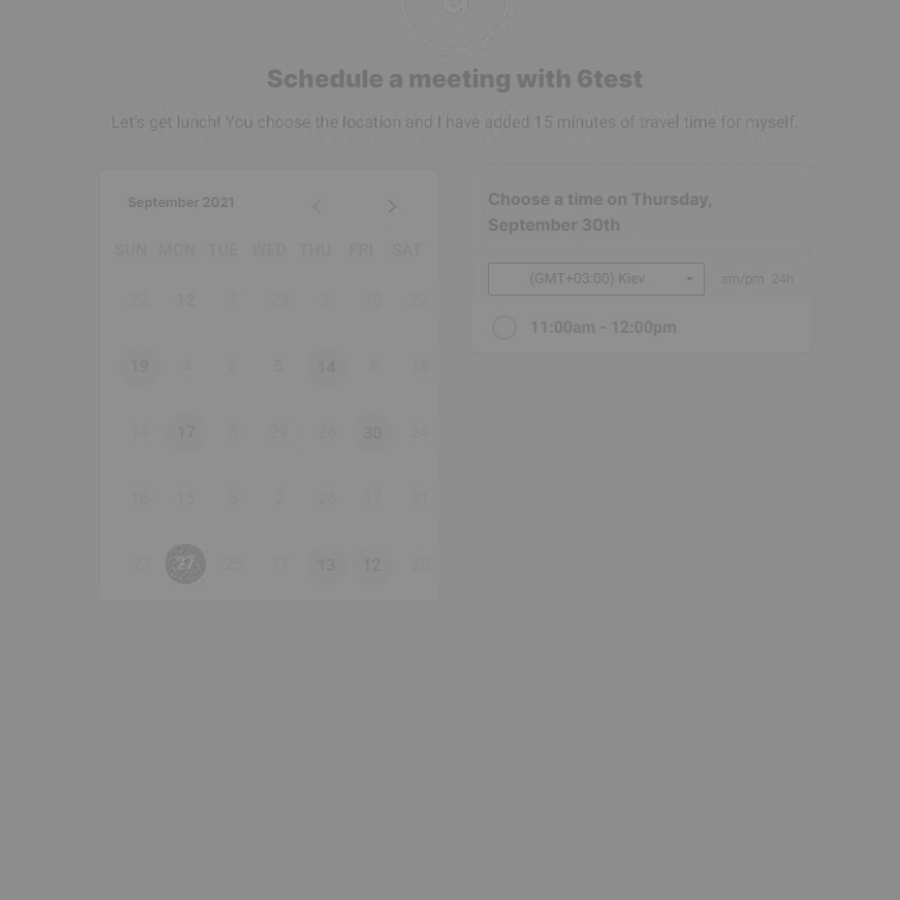 Schedule a meeting with 6test
Let's get lunch! You choose the location and I have added 15 minutes of travel time for myself.
September 2021
SUN MON TUE WED THU FRI SAT
22 12 7 23 2 10 22
19 4 2 5 14 6 18
14 17 3 29 26 30 24
16 15 3 2 26 17 31
27 27 26 17 13 12 20
Choose a time on Thursday,
September 30th
(GMT+03:00) Kiev am/pm 24h
11:00am - 12:00pm